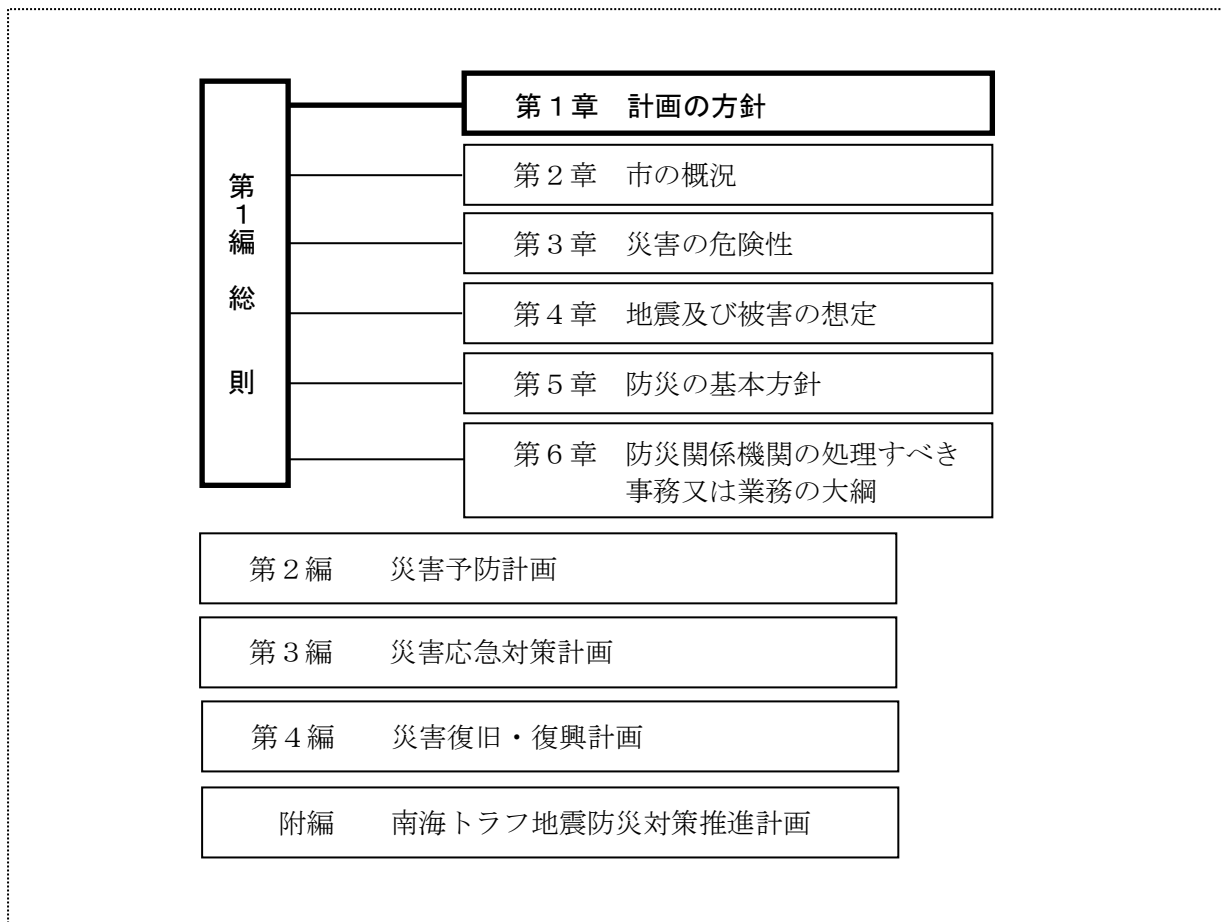 第１編 総 則
第１章 計画の方針
第２章 市の概況
第３章 災害の危険性
第４章 地震及び被害の想定
第５章 防災の基本方針
第６章 防災関係機関の処理すべき
事務又は業務の大綱
第２編 災害予防計画
第３編 災害応急対策計画
第４編 災害復旧・復興計画
附編 南海トラフ地震防災対策推進計画